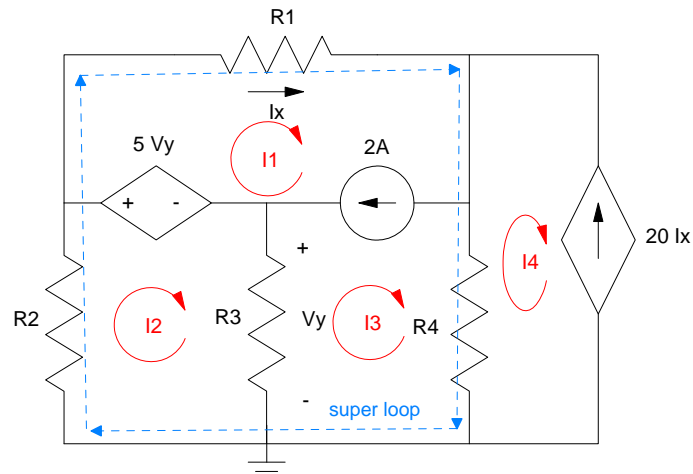 R1
Ix
5 Vy
I1
2A
+ -
+
I4
20 Ix
R2
I2
R3
Vy
I3
R4
-
super loop